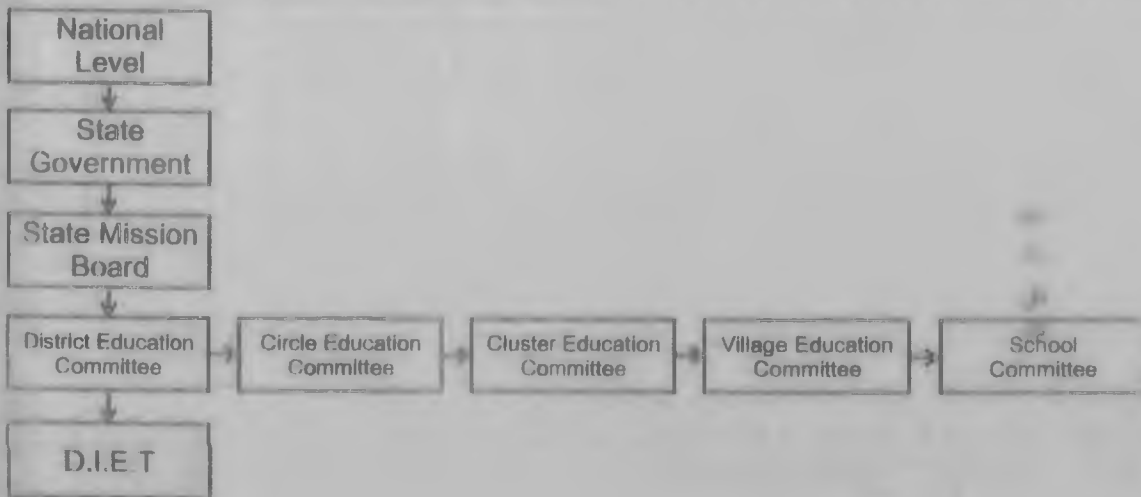 National
Level
State
Government
State Mission
Board
District Education
Committee
Circle Education
Committee
Cluster Education
Committee
Village Education
Committee
School
Committee
D.I.E.T